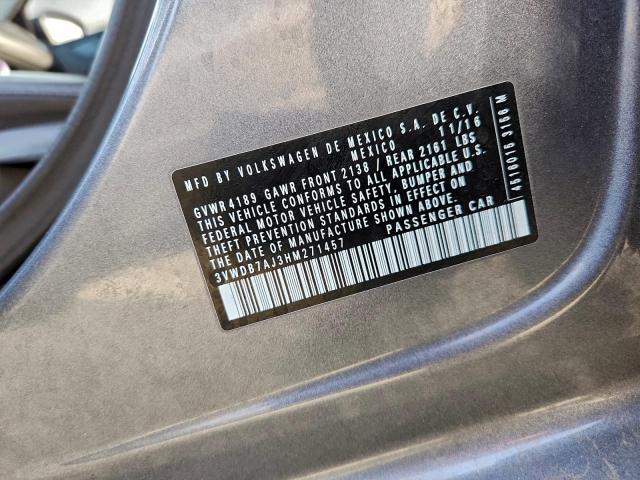 MFD BY VOLKSWAGEN DE MEXICO S.A. DE C.V.
MEXICO 11/16
GVWR 4189 GAWR FRONT 2138 / REAR 2161 LBS
THIS VEHICLE CONFORMS TO ALL APPLICABLE U.S.
FEDERAL MOTOR VEHICLE SAFETY, BUMPER AND
THEFT PREVENTION STANDARDS IN EFFECT ON
THE DATE OF MANUFACTURE SHOWN ABOVE.
3VWDB7AJ3HM271457 PASSENGER CAR